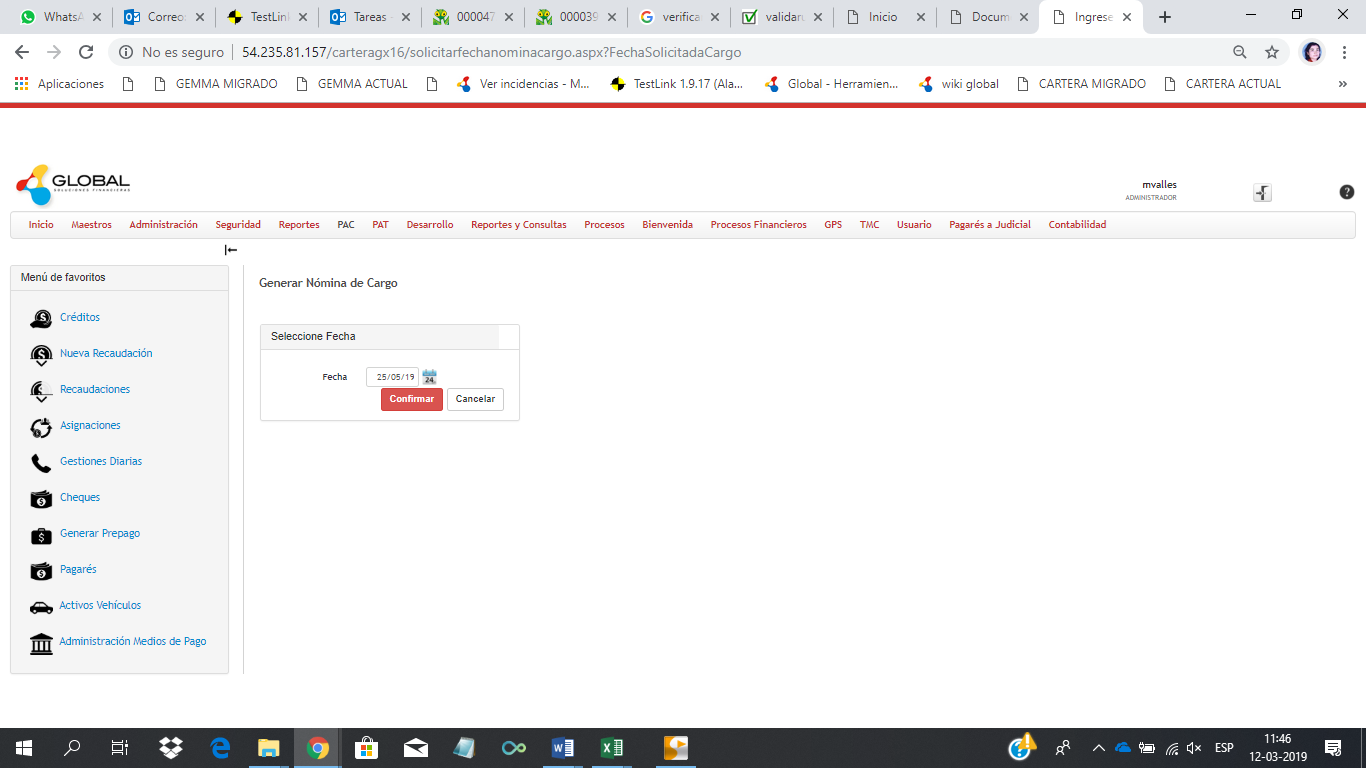 WhatsA
Correo:
TestLink
Tareas -
000047
000039
verifica
validar
Inicio
Docum
Ingrese
No es seguro | 54.235.81.157/carteragx16/solicitarfechanominacargo.aspx?FechaSolicitadaCargo
Aplicaciones
GEMMA MIGRADO
GEMMA ACTUAL
Ver incidencias - M...
TestLink 1.9.17 (Ala...
Global - Herramien...
wiki global
CARTERA MIGRADO
CARTERA ACTUAL
»
GLOBAL
SOLUCIONES FINANCIERAS
mvalles
ADMINISTRADOR
Inicio Maestros Administración Seguridad Reportes PAC PAT Desarrollo Reportes y Consultas Procesos Bienvenida Procesos Financieros GPS TMC Usuario Pagarés a Judicial Contabilidad
Menú de favoritos
Créditos
Nueva Recaudación
Recaudaciones
Asignaciones
Gestiones Diarias
Cheques
Generar Prepago
Pagarés
Activos Vehículos
Administración Medios de Pago
Generar Nómina de Cargo
Seleccione Fecha
Fecha 25/05/19 24
Confirmar Cancelar
ESP
11:46
12-03-2019